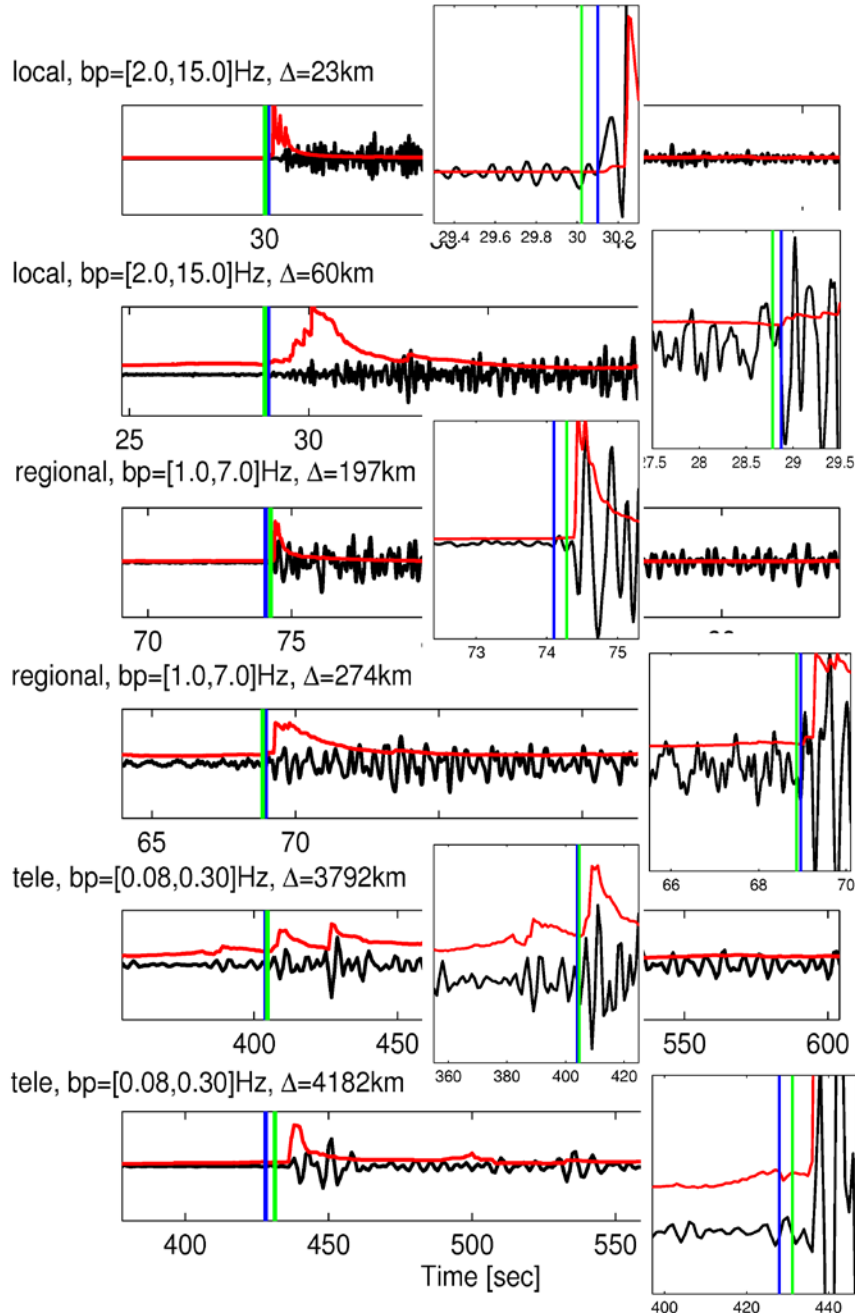 local, bp=[2.0,15.0]Hz, Δ=23km
30
29.4 29.6 29.8 30 30.2
local, bp=[2.0,15.0]Hz, Δ=60km
25 30
28 28.5 29 29.5
regional, bp=[1.0,7.0]Hz, Δ=197km
70 75
73 74 75
regional, bp=[1.0,7.0]Hz, Δ=274km
65 70
66 68 70
tele, bp=[0.08,0.30]Hz, Δ=3792km
400 450
360 380 400 420
550 600
tele, bp=[0.08,0.30]Hz, Δ=4182km
400 450 500 550
400 420 440
Time [sec]